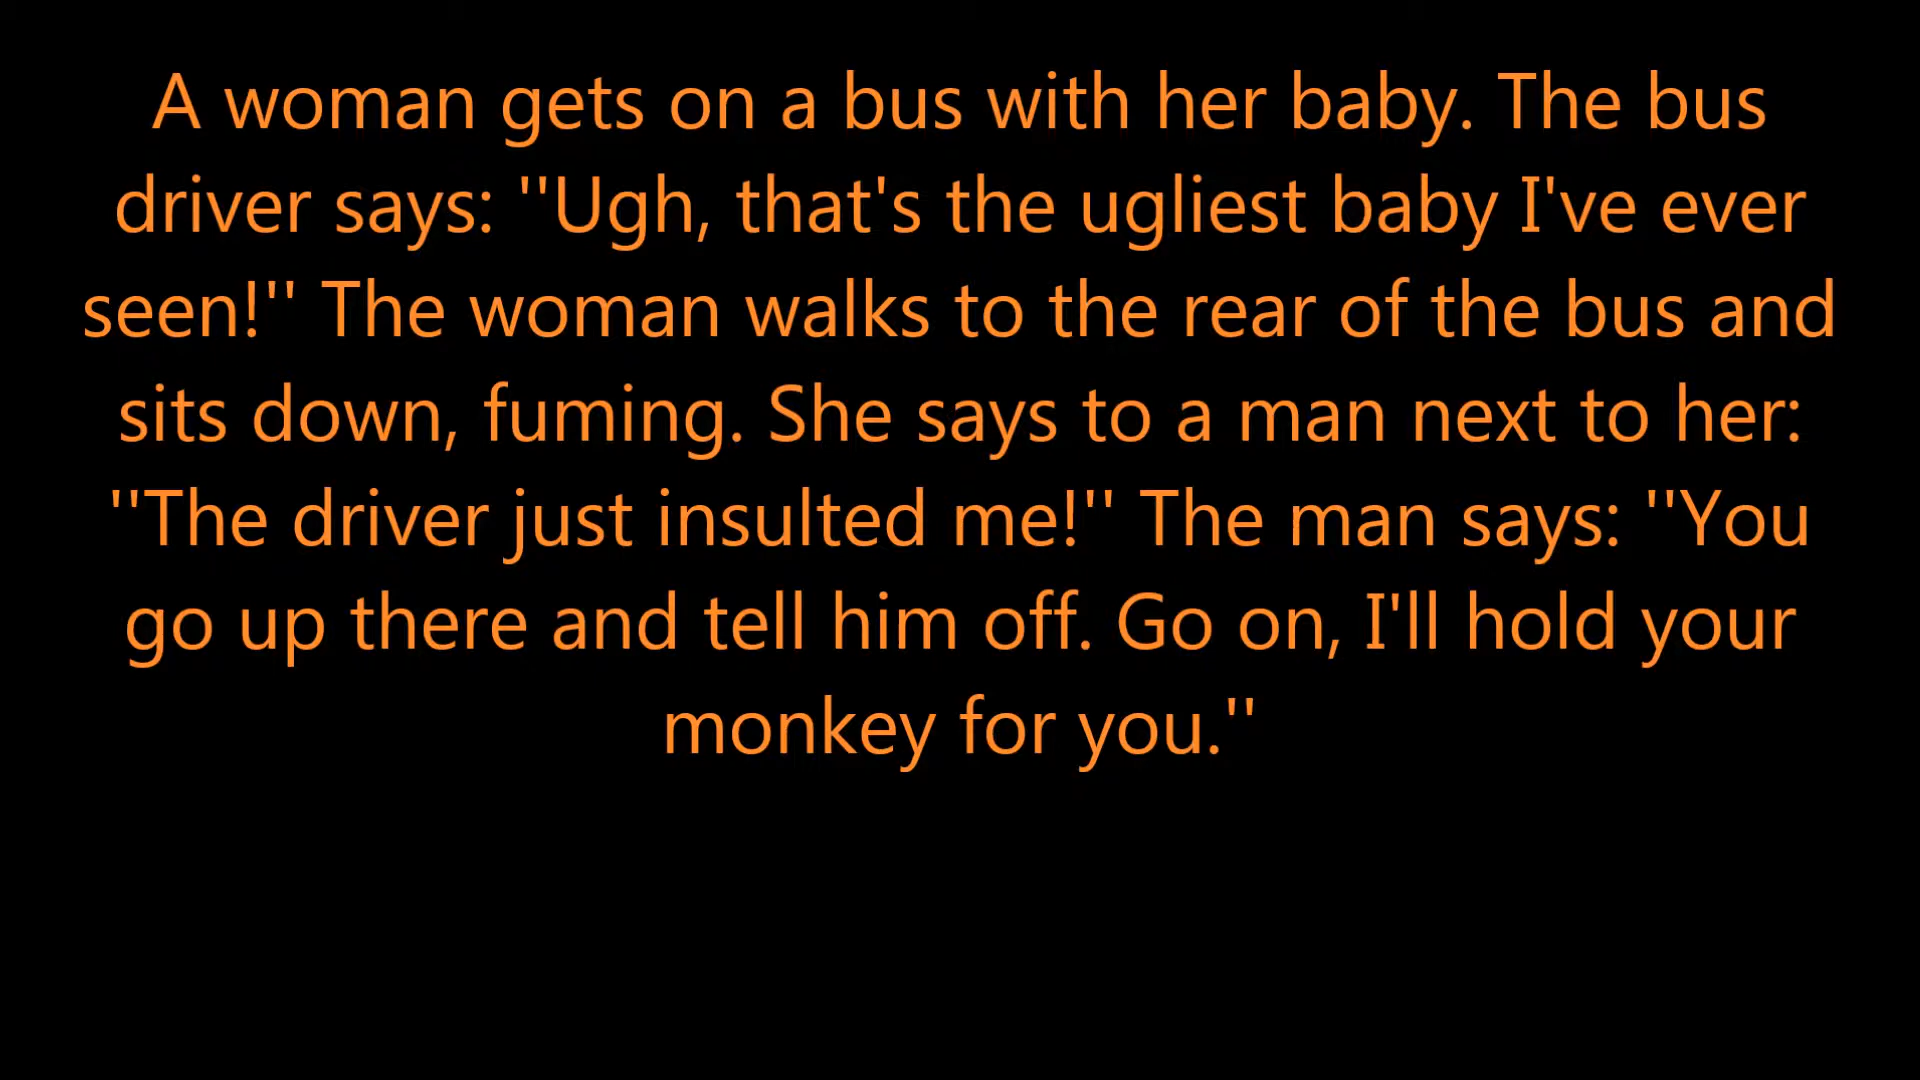 A woman gets on a bus with her baby. The bus
driver says: ''Ugh, that's the ugliest baby I've ever
seen!'' The woman walks to the rear of the bus and
sits down, fuming. She says to a man next to her:
''The driver just insulted me!'' The man says: ''You
go up there and tell him off. Go on, I'll hold your
monkey for you.''